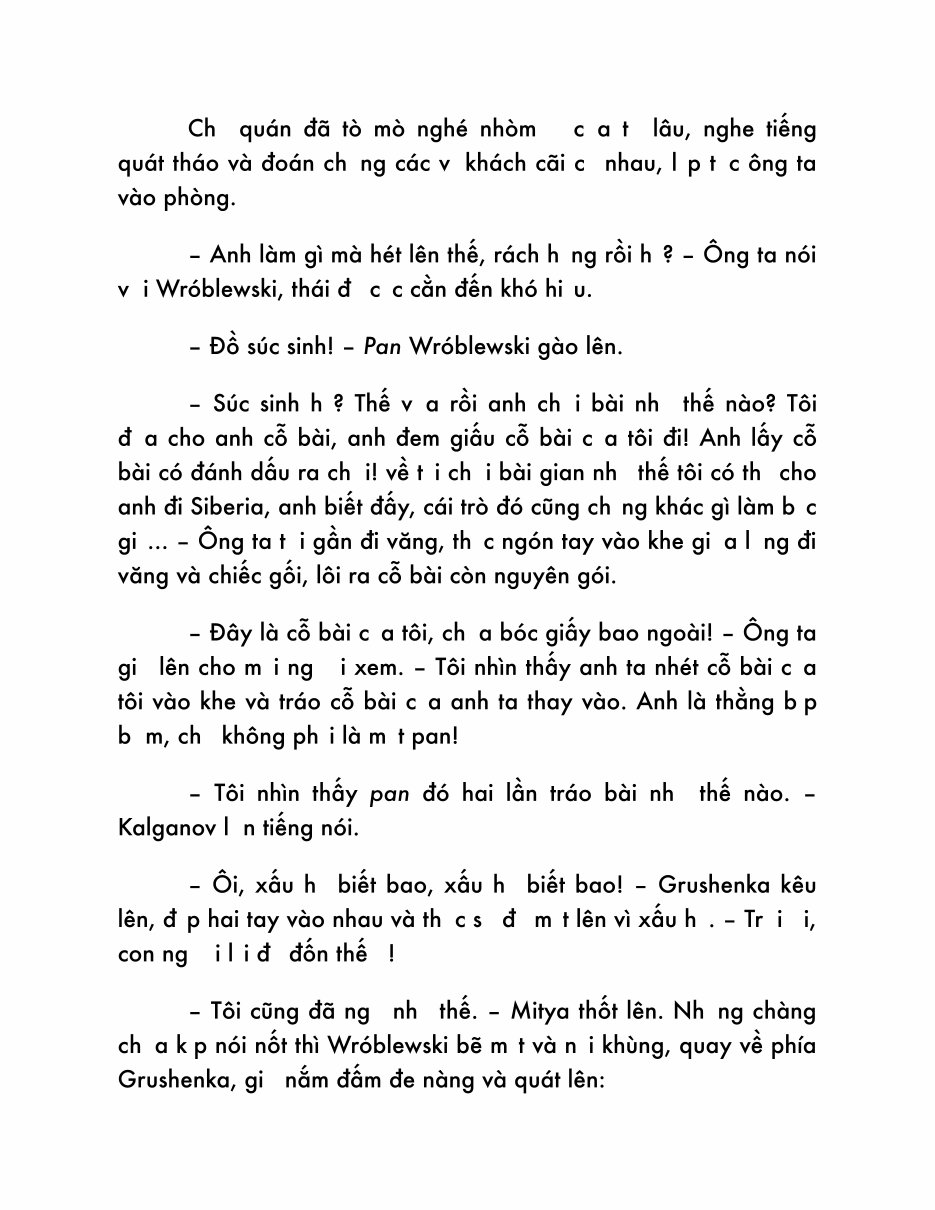 Ch quán đã tò mò nghé nhòm c a t lâu, nghe tiếng
quát tháo và đoán ch ng các v khách cãi c nhau, l p t c ông ta
vào phòng.
– Anh làm gì mà hét lên thế, rách h ng rồi h ? – Ông ta nói
v i Wróblewski, thái đ c c cằn đến khó hi u.
– Đồ súc sinh! – Pan Wróblewski gào lên.
– Súc sinh h ? Thế v a rồi anh ch i bài nh thế nào? Tôi
đ a cho anh cỗ bài, anh đem giấu cỗ bài c a tôi đi! Anh lấy cỗ
bài có đánh dấu ra ch i! về t i ch i bài gian nh thế tôi có th cho
anh đi Siberia, anh biết đấy, cái trò đó cũng ch ng khác gì làm b c
gi ... – Ông ta t i gần đi văng, th c ngón tay vào khe gi a l ng đi
văng và chiếc gối, lôi ra cỗ bài còn nguyên gói.
– Đây là cỗ bài c a tôi, ch a bóc giấy bao ngoài! – Ông ta
gi lên cho m i ng i xem. – Tôi nhìn thấy anh ta nhét cỗ bài c a
tôi vào khe và tráo cỗ bài c a anh ta thay vào. Anh là thằng b p
b m, ch không ph i là m t pan!
– Tôi nhìn thấy pan đó hai lần tráo bài nh thế nào. –
Kalganov l n tiếng nói.
– Ôi, xấu h biết bao, xấu h biết bao! – Grushenka kêu
lên, đ p hai tay vào nhau và th c s đ m t lên vì xấu h . – Tr i i,
con ng i l i đ đốn thế !
– Tôi cũng đã ng nh thế. – Mitya thốt lên. Nh ng chàng
ch a k p nói nốt thì Wróblewski bẽ m t và n i khùng, quay về phía
Grushenka, gi nắm đấm đe nàng và quát lên: